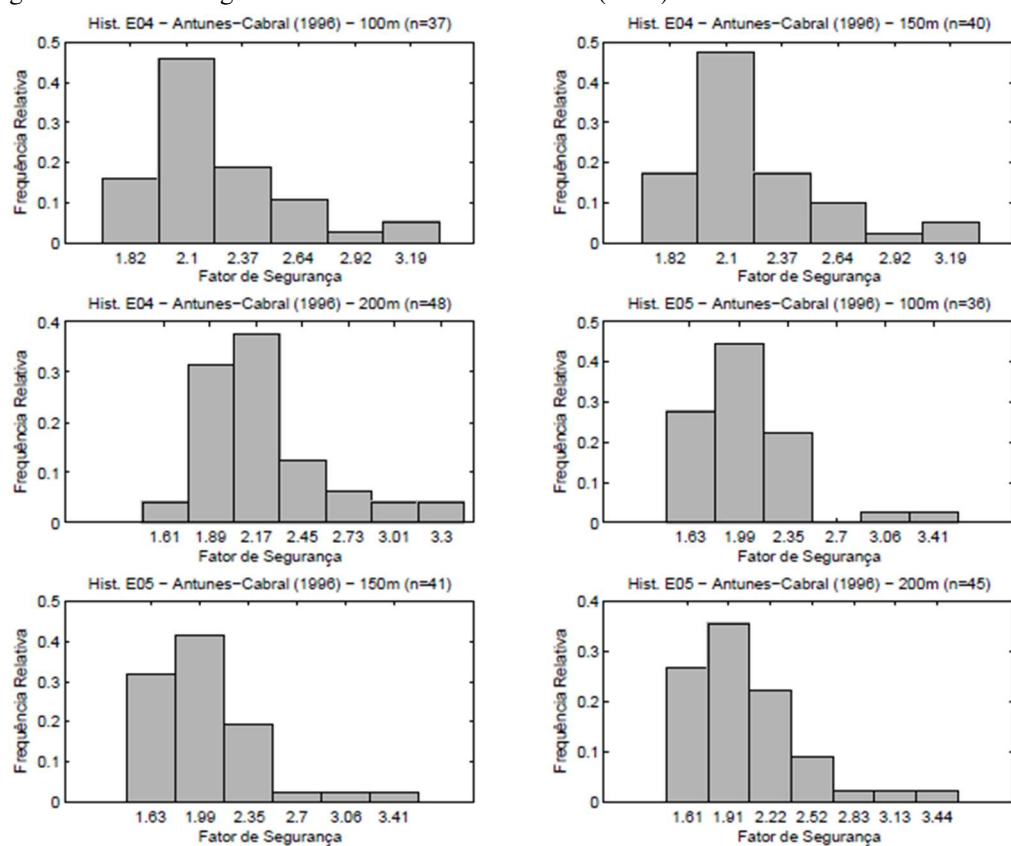 Hist. E04 – Antunes–Cabral (1996) – 100m (n=37)
Frequência Relativa
0.5
0.4
0.3
0.2
0.1
0
1.82 2.1 2.37 2.64 2.92 3.19
Fator de Segurança
Hist. E04 – Antunes–Cabral (1996) – 150m (n=40)
Frequência Relativa
0.5
0.4
0.3
0.2
0.1
0
1.82 2.1 2.37 2.64 2.92 3.19
Fator de Segurança
Hist. E04 – Antunes–Cabral (1996) – 200m (n=48)
Frequência Relativa
0.4
0.3
0.2
0.1
0
1.61 1.89 2.17 2.45 2.73 3.01 3.3
Fator de Segurança
Hist. E05 – Antunes–Cabral (1996) – 100m (n=36)
Frequência Relativa
0.5
0.4
0.3
0.2
0.1
0
1.63 1.99 2.35 2.7 3.06 3.41
Fator de Segurança
Hist. E05 – Antunes–Cabral (1996) – 150m (n=41)
Frequência Relativa
0.5
0.4
0.3
0.2
0.1
0
1.63 1.99 2.35 2.7 3.06 3.41
Fator de Segurança
Hist. E05 – Antunes–Cabral (1996) – 200m (n=45)
Frequência Relativa
0.4
0.3
0.2
0.1
0
1.61 1.91 2.22 2.52 2.83 3.13 3.44
Fator de Segurança